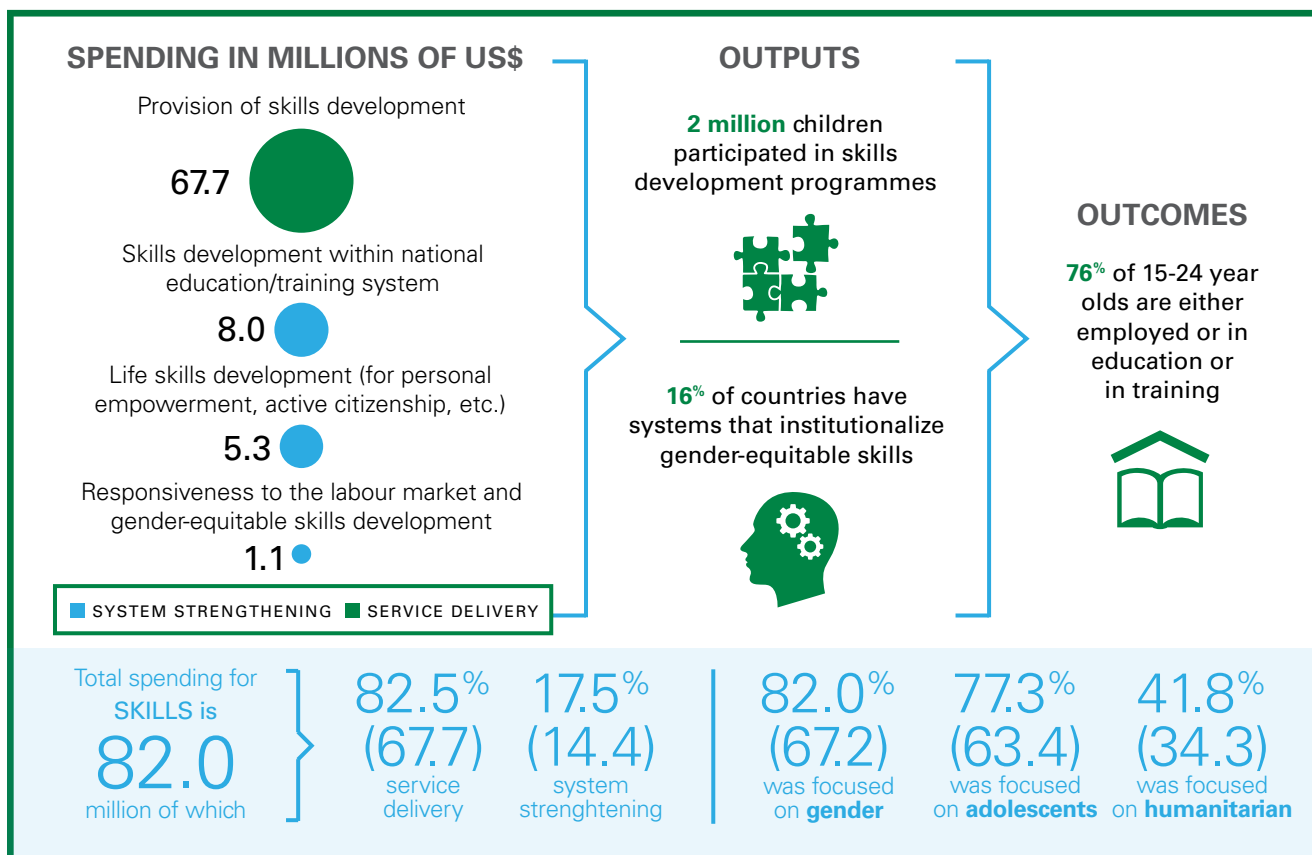 SPENDING IN MILLIONS OF US$
Provision of skills development
67.7
Skills development within national
education/training system
8.0
Life skills development (for personal
empowerment, active citizenship, etc.)
5.3
Responsiveness to the labour market and
gender-equitable skills development
1.1
SYSTEM STRENGTHENING SERVICE DELIVERY
OUTPUTS
2 million children
participated in skills
development programmes
16% of countries have
systems that institutionalize
gender-equitable skills
OUTCOMES
76% of 15-24 year
olds are either
employed or in
education or
in training
Total spending for
SKILLS is
82.0
million of which
82.5%
(67.7)
service
delivery
17.5%
(14.4)
system
strenghtening
82.0%
(67.2)
was focused
on gender
77.3%
(63.4)
was focused
on adolescents
41.8%
(34.3)
was focused
on humanitarian